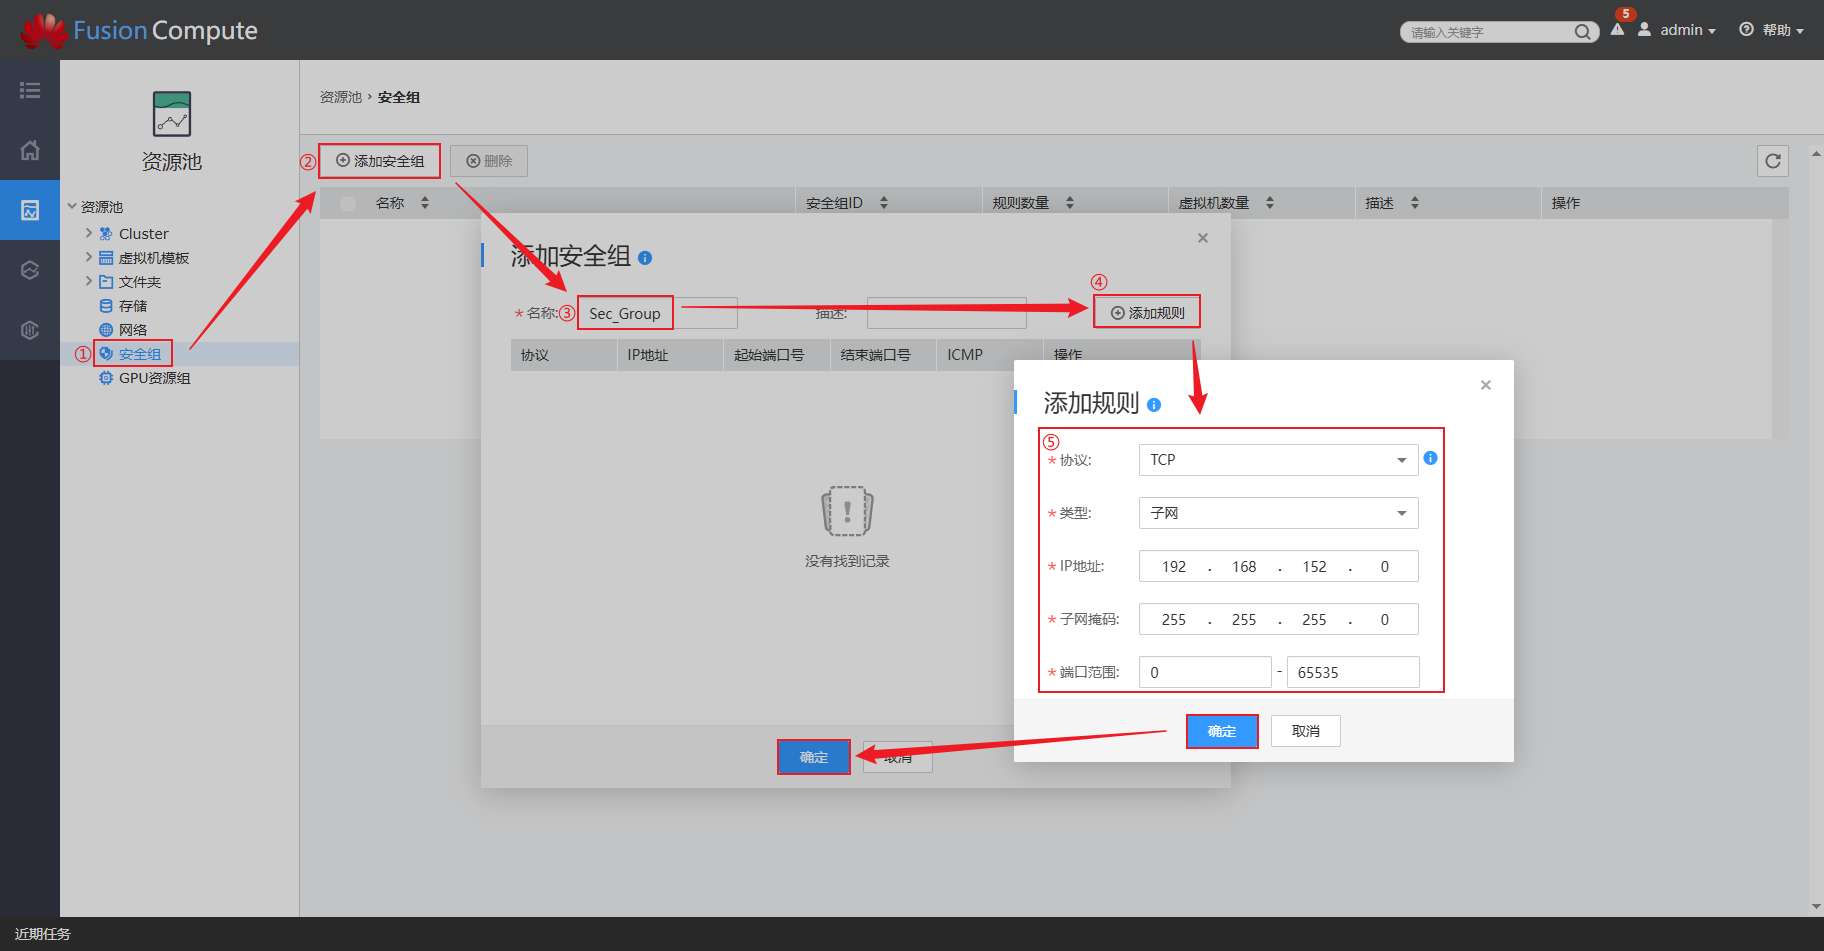 Fusion Compute
请输入关键字
5
admin
帮助
资源池 › 安全组
资源池
② 添加安全组
删除
资源池
Cluster
虚拟机模板
文件夹
存储
网络
① 安全组
GPU资源组
名称 安全组ID 规则数量 虚拟机数量 描述 操作
添加安全组
* 名称: ③ Sec_Group 描述:
④ 添加规则
协议 IP地址 起始端口号 结束端口号 ICMP 操作
没有找到记录
确定 取消
添加规则
⑤
* 协议: TCP
* 类型: 子网
* IP地址: 192 . 168 . 152 . 0
* 子网掩码: 255 . 255 . 255 . 0
* 端口范围: 0 - 65535
确定 取消
近期任务